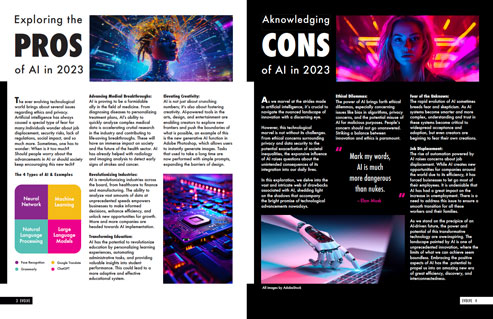 Exploring the
PROS
of AI in 2023
The ever evolving technological
world brings about several issues
regarding ethics and privacy.
Artificial intelligence has always
caused a special type of fear for
many. Individuals wonder about job
displacement, security risks, lack of
regulations, social impact, and so
much more. Sometimes, one has to
wonder: When is it too much?
Should people worry about the
advancements in AI or should society
keep encouraging this new tech?
The 4 Types of AI & Examples
Neural
Network
Machine
Learning
Natural
Language
Processing
Large
Language
Models
Face Recognition
Google Translate
Grammarly
ChatGPT
Advancing Medical Breakthroughs:
AI is proving to be a formidable
ally in the field of medicine. From
diagnosing diseases to personalizing
treatment plans, AI's ability to
quickly analyze complex medical
data is accelerating crucial research
in the industry and contributing to
lifesaving breakthroughs. These will
have an immense impact on society
and the future of the health sector. AI
has already helped with radiology
and imaging analysis to detect early
signs of stroke and cancer.
Revolutionizing Industries:
AI is revolutionizing industries across
the board, from healthcare to finance
and manufacturing. The ability to
analyze vast amounts of data at
unprecedented speeds empowers
businesses to make informed
decisions, enhance efficiency, and
unlock new opportunities for growth.
More and more companies are
headed towards AI implementation.
Transforming Education:
AI has the potential to revolutionize
education by personalizing learning
experiences, automating
administrative tasks, and providing
valuable insights into student
performance. This could lead to a
more adaptive and effective
educational system.
Elevating Creativity:
AI is not just about crunching
numbers; it's also about fostering
creativity. AI-powered tools in the
arts, design, and entertainment are
enabling creators to explore new
frontiers and push the boundaries of
what is possible, an example of this
is the new generative fill function in
Adobe Photoshop, which allows users
to instantly generate images. Tasks
that used to take a long time are
now performed with simple prompts,
expanding the barriers of design.
2 EVOLVE
Aknowledging
CONS
of AI in 2023
As we marvel at the strides made
in artificial intelligence, it's crucial to
navigate the nuanced landscape of
innovation with a discerning eye.
However, this technological
marvel is not without its challenges.
From ethical concerns surrounding
privacy and data security to the
potential exacerbation of societal
inequalities, the expansive influence
of AI raises questions about the
unintended consequences of its
integration into our daily lives.
In this exploration, we delve into the
vast and intricate web of drawbacks
associated with AI, shedding light
on the shadows that accompany
the bright promise of technological
advancements nowadays.
All images by AdobeStock
Ethical Dilemmas:
The power of AI brings forth ethical
dilemmas, especially concerning
issues like bias in algorithms, privacy
concerns, and the potential misuse of
AI for malicious purposes. People's
concern should not go unanswered.
Striking a balance between
innovation and ethics is paramount.
"
Mark my words,
AI is much
more dangerous
than nukes.
"
- Elon Musk
Fear of the Unknown:
The rapid evolution of AI sometimes
breeds fear and skepticism. As AI
systems become smarter and more
complex, understanding and trust in
these systems become critical to
widespread acceptance and
adoption, but even creators are
begging to fear their own creations.
Job Displacement:
The rise of automation powered by
AI raises concerns about job
displacement. While AI creates new
opportunities for companies around
the world due to its efficiency, it has
forced businesses to let go most of
their employees. It is undeniable that
AI has had a great impact on the
increase in unemployment. There is a
need to address this issue to ensure a
smooth transition for all these
workers and their families.
As we stand on the precipice of an
AI-driven future, the power and
potential of this transformative
technology are awe-inspiring. The
landscape painted by AI is one of
unprecedented innovation, where the
limits of what we can achieve seem
boundless. Embracing the positive
aspects of AI has the potential to
propel us into an amazing new era
of great efficiency, discovery, and
interconnectedness.
EVOLVE